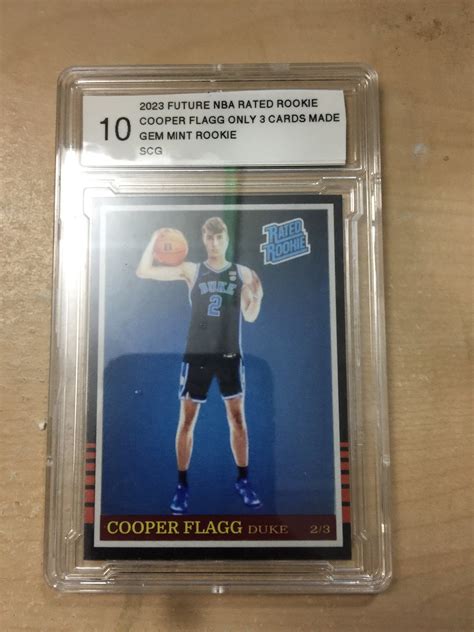 10
2023 FUTURE NBA RATED ROOKIE
COOPER FLAGG ONLY 3 CARDS MADE
GEM MINT ROOKIE
SCG
RATED
ROOKIE
DUKE
2
COOPER FLAGG DUKE 2/3